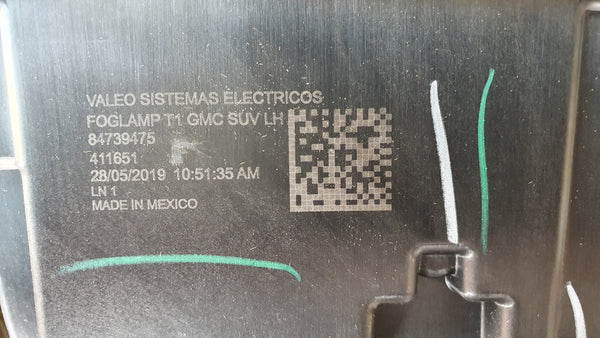 VALEO SISTEMAS ELECTRICOS
FOGLAMP T1 GMC SUV LH
84739475
411651
28/05/2019 10:51:35 AM
LN 1
MADE IN MEXICO